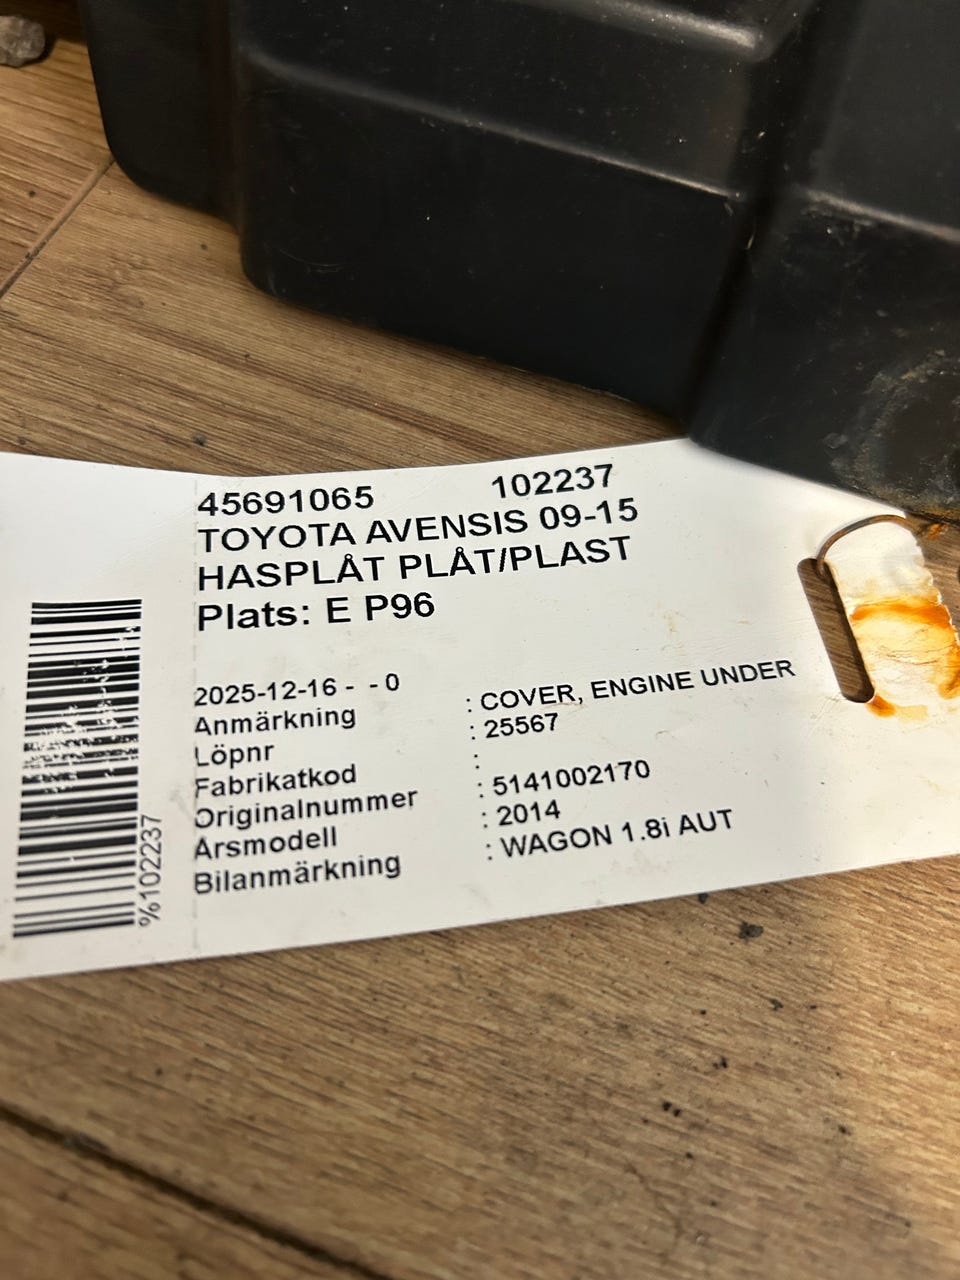 45691065 102237
TOYOTA AVENSIS 09-15
HASPLÅT PLÅT/PLAST
Plats: E P96
2025-12-16 - - 0
Anmärkning : COVER, ENGINE UNDER
Löpnr : 25567
Fabrikatkod :
Originalnummer : 5141002170
Årsmodell : 2014
Bilanmärkning : WAGON 1.8i AUT
%102237